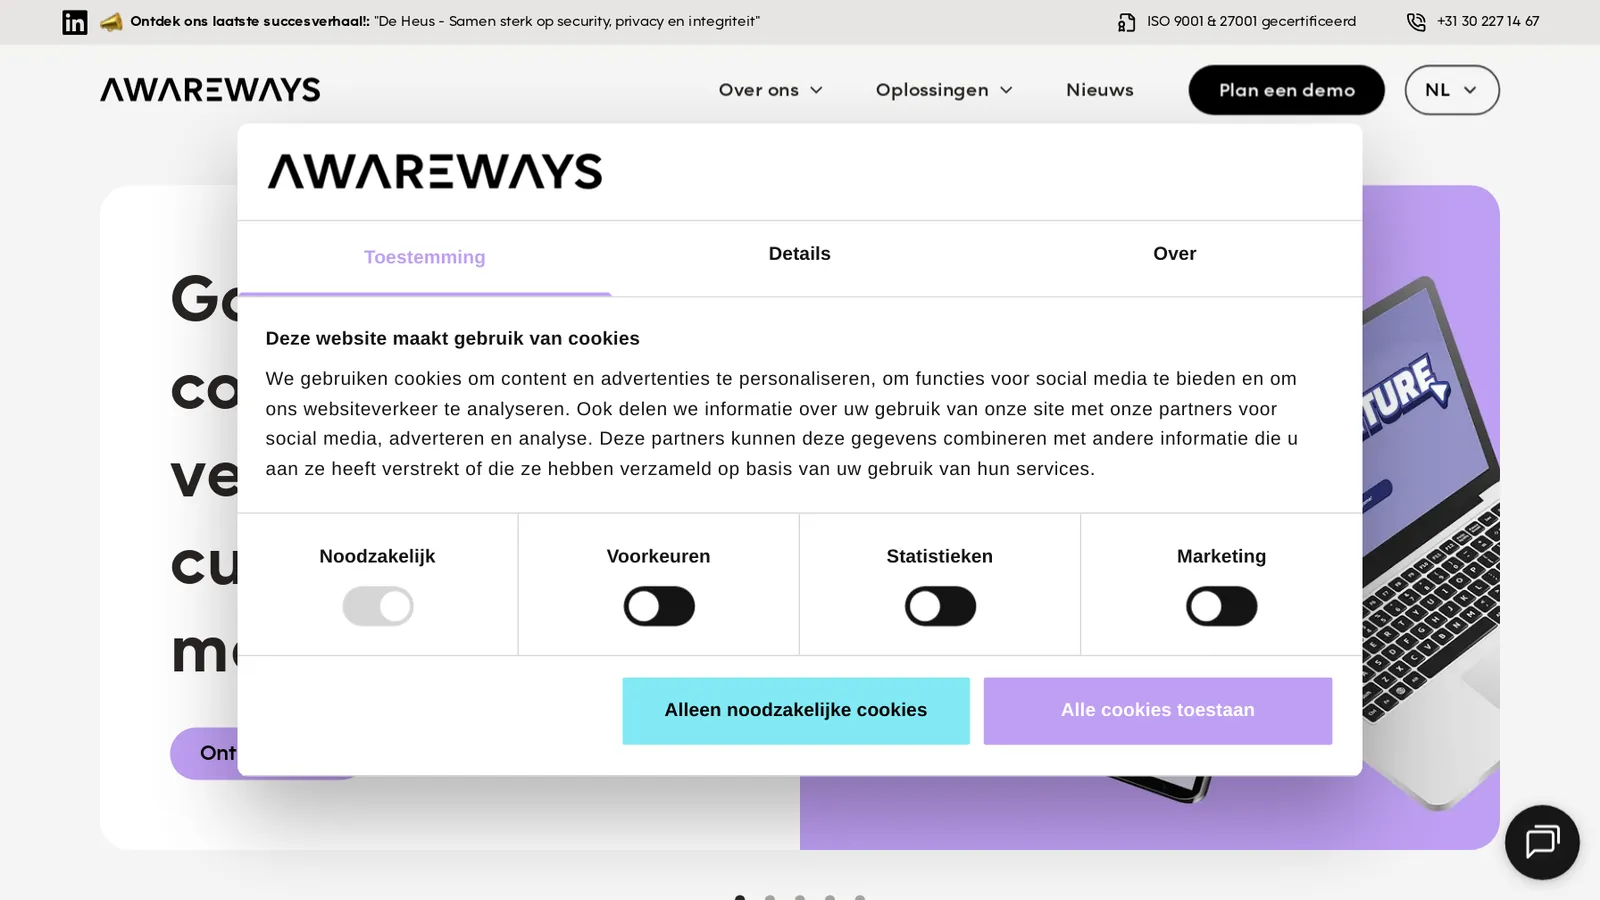 Ontdek ons laatste succesverhaal!: "De Heus - Samen sterk op security, privacy en integriteit"
ISO 9001 & 27001 gecertificeerd
+31 30 227 14 67
AWAREWAYS
Over ons
Oplossingen
Nieuws
Plan een demo
NL
AWAREWAYS
Toestemming
Details
Over
Deze website maakt gebruik van cookies
We gebruiken cookies om content en advertenties te personaliseren, om functies voor social media te bieden en om
ons websiteverkeer te analyseren. Ook delen we informatie over uw gebruik van onze site met onze partners voor
social media, adverteren en analyse. Deze partners kunnen deze gegevens combineren met andere informatie die u
aan ze heeft verstrekt of die ze hebben verzameld op basis van uw gebruik van hun services.
Noodzakelijk
Voorkeuren
Statistieken
Marketing
Alleen noodzakelijke cookies
Alle cookies toestaan